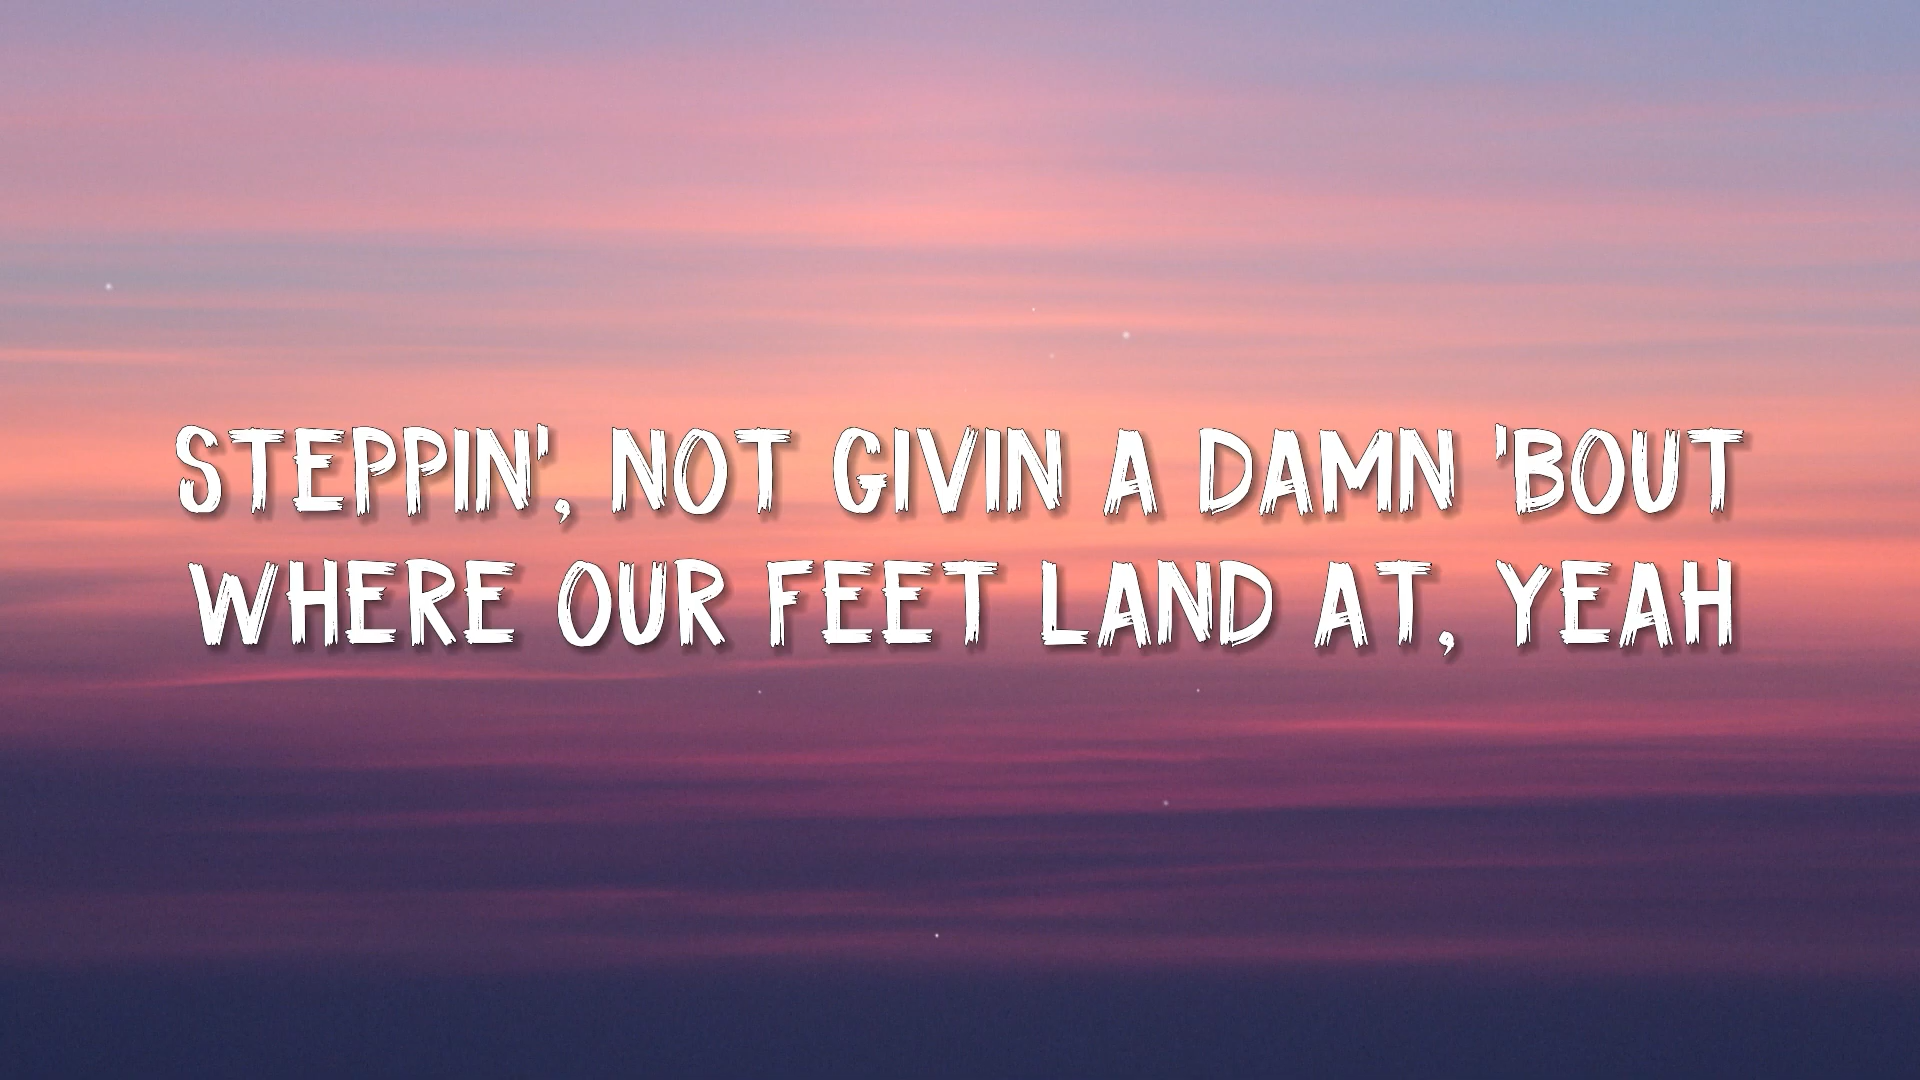 STEPPIN', NOT GIVIN A DAMN 'BOUT
WHERE OUR FEET LAND AT, YEAH